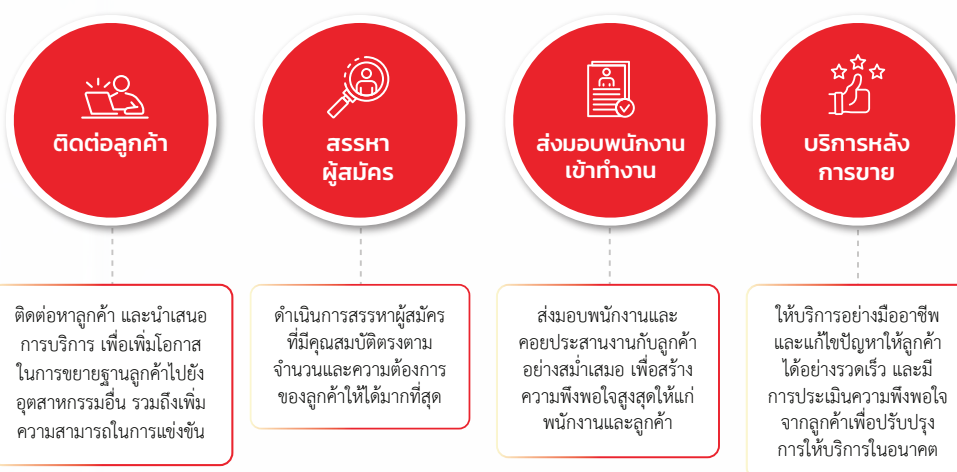 ติดต่อลูกค้า
สรรหา
ผู้สมัคร
ส่งมอบพนักงาน
เข้าทำงาน
บริการหลัง
การขาย
ติดต่อหาลูกค้า และนำเสนอ
การบริการ เพื่อเพิ่มโอกาส
ในการขยายฐานลูกค้าไปยัง
อุตสาหกรรมอื่น รวมถึงเพิ่ม
ความสามารถในการแข่งขัน
ดำเนินการสรรหาผู้สมัคร
ที่มีคุณสมบัติตรงตาม
จำนวนและความต้องการ
ของลูกค้าให้ได้มากที่สุด
ส่งมอบพนักงานและ
คอยประสานงานกับลูกค้า
อย่างสม่ำเสมอ เพื่อสร้าง
ความพึงพอใจสูงสุดให้แก่
พนักงานและลูกค้า
ให้บริการอย่างมืออาชีพ
และแก้ไขปัญหาให้ลูกค้า
ได้อย่างรวดเร็ว และมี
การประเมินความพึงพอใจ
จากลูกค้าเพื่อปรับปรุง
การให้บริการในอนาคต